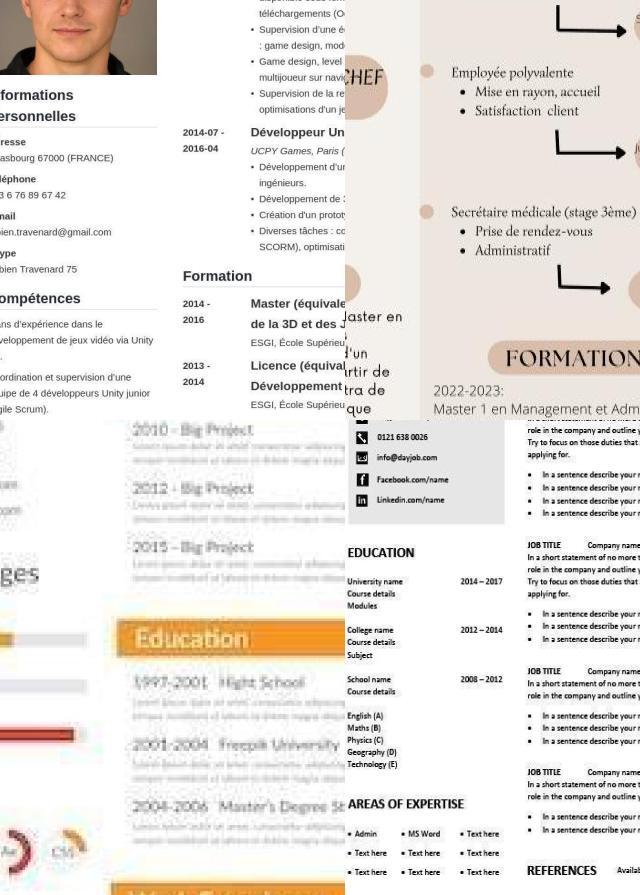 formations
ersonnelles
resse
asbourg 67000 (FRANCE)
léphone
3 6 76 89 67 42
mail
bien.travenard@gmail.com
ype
bien Travenard 75
ompétences
ans d'expérience dans le
veloppement de jeux vidéo via Unity
ordination et supervision d'une
uipe de 4 développeurs Unity junior
gile Scrum).
téléchargements (O
• Supervision d'une é
: game design, mod
• Game design, level
multijoueur sur navi
• Supervision de la re
optimisations d'un je
2014-07 -
2016-04
Développeur Un
UCPY Games, Paris (
• Développement d'un
ingénieurs.
• Développement de
• Création d'un protot
• Diverses tâches : co
SCORM), optimisati
Formation
2014 -
2016
Master (équivale
de la 3D et des J
ESGI, École Supérieu
2013 -
2014
Licence (équival
Développement
ESGI, École Supérieu
CHEF
Employée polyvalente
• Mise en rayon, accueil
• Satisfaction client
Secrétaire médicale (stage 3ème)
• Prise de rendez-vous
• Administratif
laster en
d'un
rtir de
tra de
que
FORMATION
2022-2023:
Master 1 en Management et Adm
2010 - Big Project
2012 - Big Project
2015 - Big Project
ges
Education
1997-2001 Hight School
2001-2004 Freepik University
2004-2006 Master's Degree St
Ae
CSS
0121 638 0026
info@dayjob.com
Facebook.com/name
Linkedin.com/name
EDUCATION
University name 2014 – 2017
Course details
Modules
College name 2012 – 2014
Course details
Subject
School name 2008 – 2012
Course details
English (A)
Maths (B)
Physics (C)
Geography (D)
Technology (E)
AREAS OF EXPERTISE
• Admin • MS Word • Text here
• Text here • Text here • Text here
• Text here • Text here • Text here
role in the company and outline y
Try to focus on those duties that
applying for.
• In a sentence describe your r
• In a sentence describe your r
• In a sentence describe your r
JOB TITLE Company name
In a short statement of no more t
role in the company and outline y
Try to focus on those duties that
applying for.
• In a sentence describe your r
• In a sentence describe your r
• In a sentence describe your r
JOB TITLE Company name
In a short statement of no more t
role in the company and outline y
• In a sentence describe your r
• In a sentence describe your r
• In a sentence describe your r
JOB TITLE Company name
In a short statement of no more t
role in the company and outline y
• In a sentence describe your r
• In a sentence describe your r
REFERENCES Availa